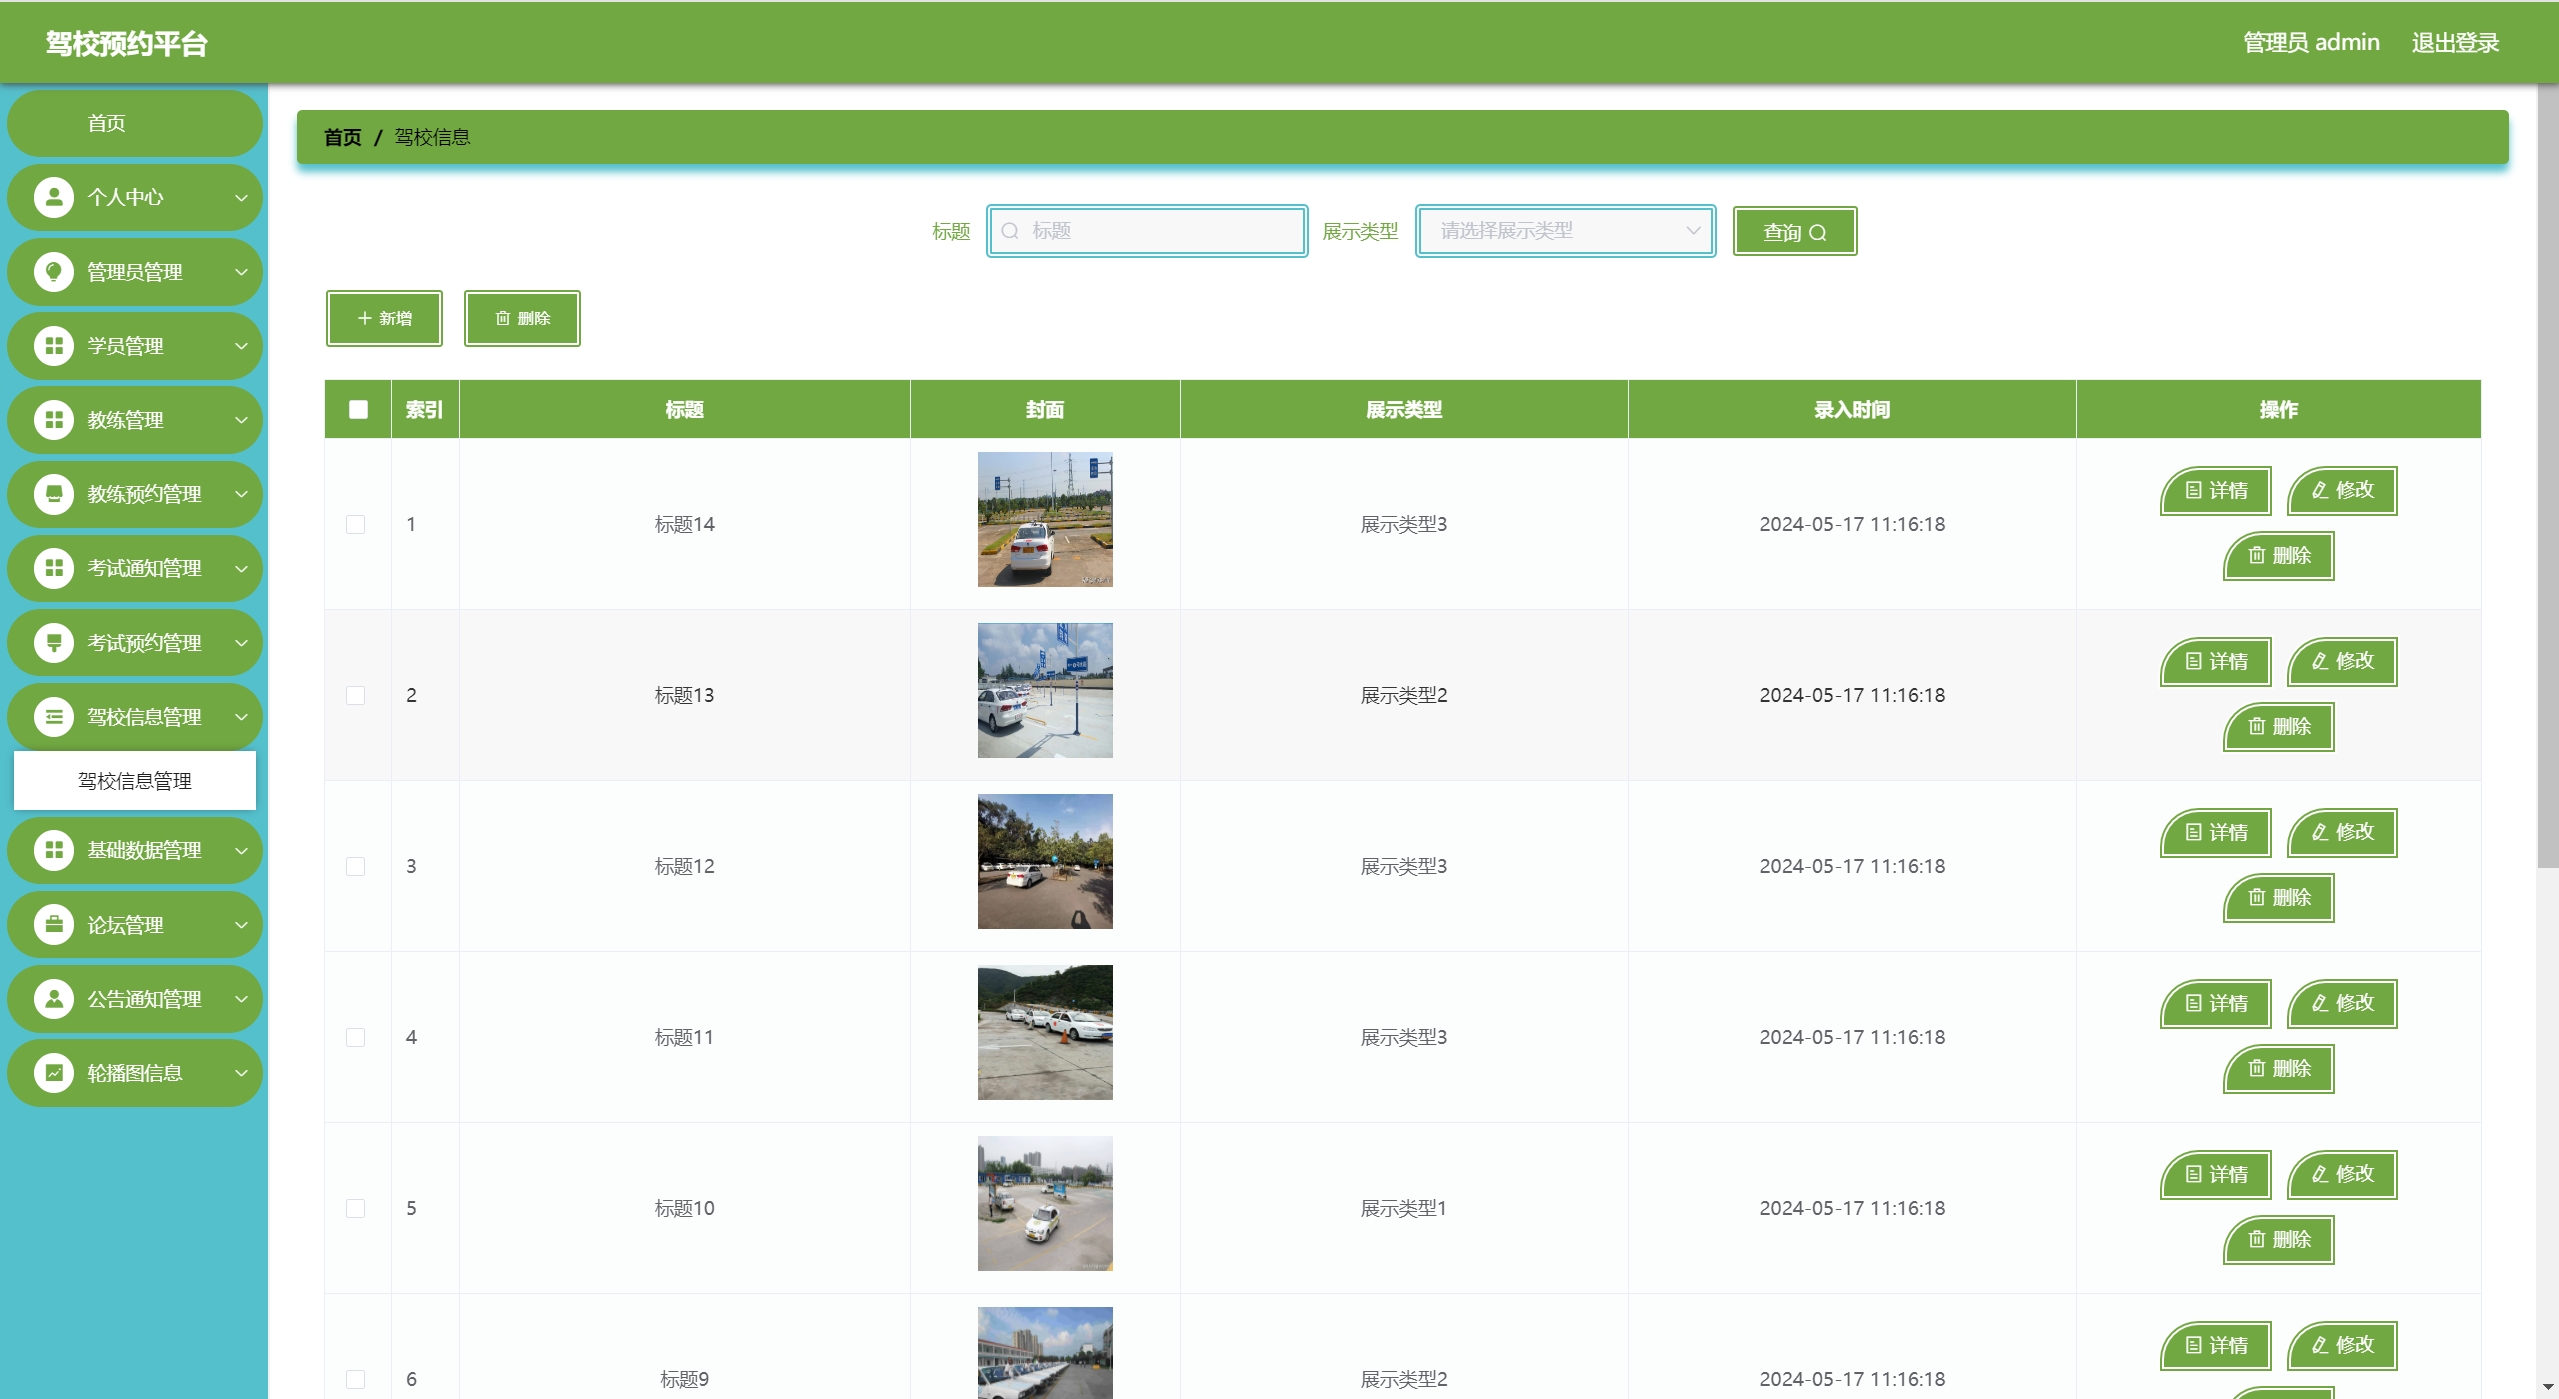 驾校预约平台
管理员 admin 退出登录
首页
个人中心
管理员管理
学员管理
教练管理
教练预约管理
考试通知管理
考试预约管理
驾校信息管理
驾校信息管理
基础数据管理
论坛管理
公告通知管理
轮播图信息
首页 / 驾校信息
标题 标题 展示类型 请选择展示类型 查询
新增 删除
索引 标题 封面 展示类型 录入时间 操作
1 标题14 展示类型3 2024-05-17 11:16:18 详情 修改
删除
2 标题13 展示类型2 2024-05-17 11:16:18 详情 修改
删除
3 标题12 展示类型3 2024-05-17 11:16:18 详情 修改
删除
4 标题11 展示类型3 2024-05-17 11:16:18 详情 修改
删除
5 标题10 展示类型1 2024-05-17 11:16:18 详情 修改
删除
6 标题9 展示类型2 2024-05-17 11:16:18 详情 修改